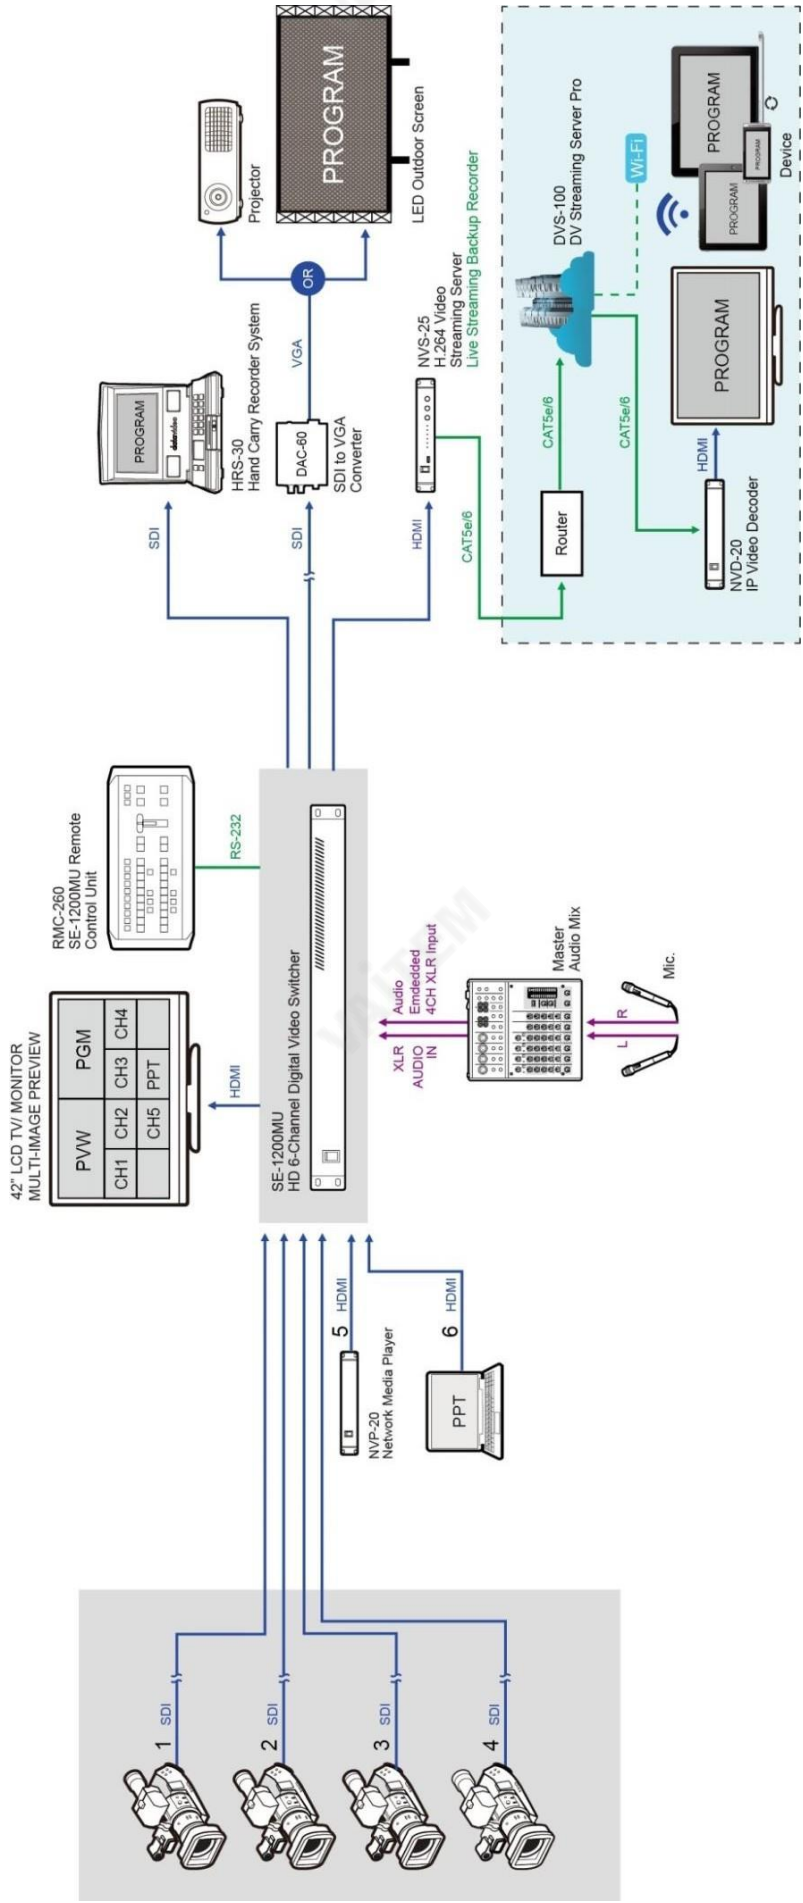 1
SDI
2
SDI
3
SDI
4
SDI
NVP-20
Network Media Player
5
HDMI
PPT
6
HDMI
42" LCD TV/ MONITOR
MULTI-IMAGE PREVIEW
PVW
PGM
CH1
CH2
CH3
CH4
CH5
PPT
HDMI
RMC-260
SE-1200MU Remote
Control Unit
RS-232
SE-1200MU
HD 6-Channel Digital Video Switcher
VAiTEM
XLR
AUDIO
IN
Audio
Emdedded
4CH XLR Input
Master
Audio Mix
L
R
Mic.
SDI
PROGRAM
datavideo
HRS-30
Hand Carry Recorder System
SDI
DAC-60
SDI to VGA
Converter
VGA
OR
Projector
PROGRAM
LED Outdoor Screen
HDMI
NVS-25
H.264 Video
Streaming Server
Live Streaming Backup Recorder
CAT5e/6
Router
CAT5e/6
DVS-100
DV Streaming Server Pro
CAT5e/6
Wi-Fi
NVD-20
IP Video Decoder
HDMI
PROGRAM
PROGRAM
PROGRAM
PROGRAM
Device